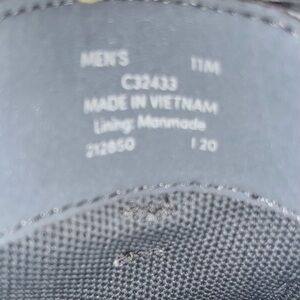 MEN'S 11M
C32433
MADE IN VIETNAM
Lining: Manmade
212850 I 20